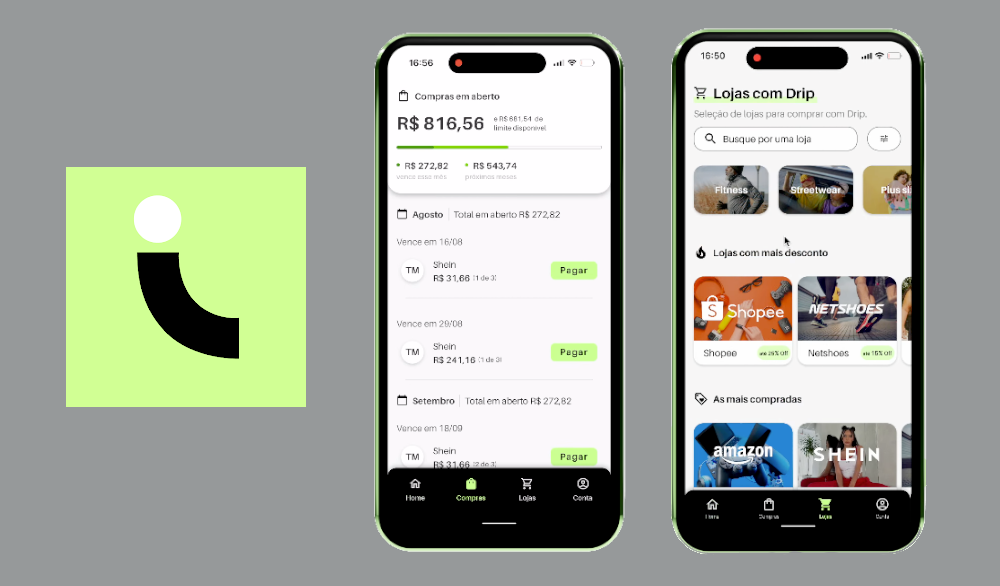 16:56
Compras em aberto
R$ 816,56
e R$ 681,54 de
limite disponível
R$ 272,82
vence esse mês
R$ 543,74
próximos meses
Agosto
Total em aberto R$ 272,82
Vence em 16/08
TM
Shein
R$ 31,66 (1 de 3)
Pagar
Vence em 29/08
TM
Shein
R$ 241,16 (1 de 3)
Pagar
Setembro
Total em aberto R$ 272,82
Vence em 18/09
TM
Shein
R$ 31,66 (2 de 3)
Pagar
Home
Compras
Lojas
Conta
16:50
Lojas com Drip
Seleção de lojas para comprar com Drip.
Busque por uma loja
Fitness
Streetwear
Plus si
Lojas com mais desconto
Shopee
NETSHOES
Shopee
até 25% Off
Netshoes
até 15% Off
As mais compradas
amazon
SHEIN
Home
Compras
Lojas
Conta